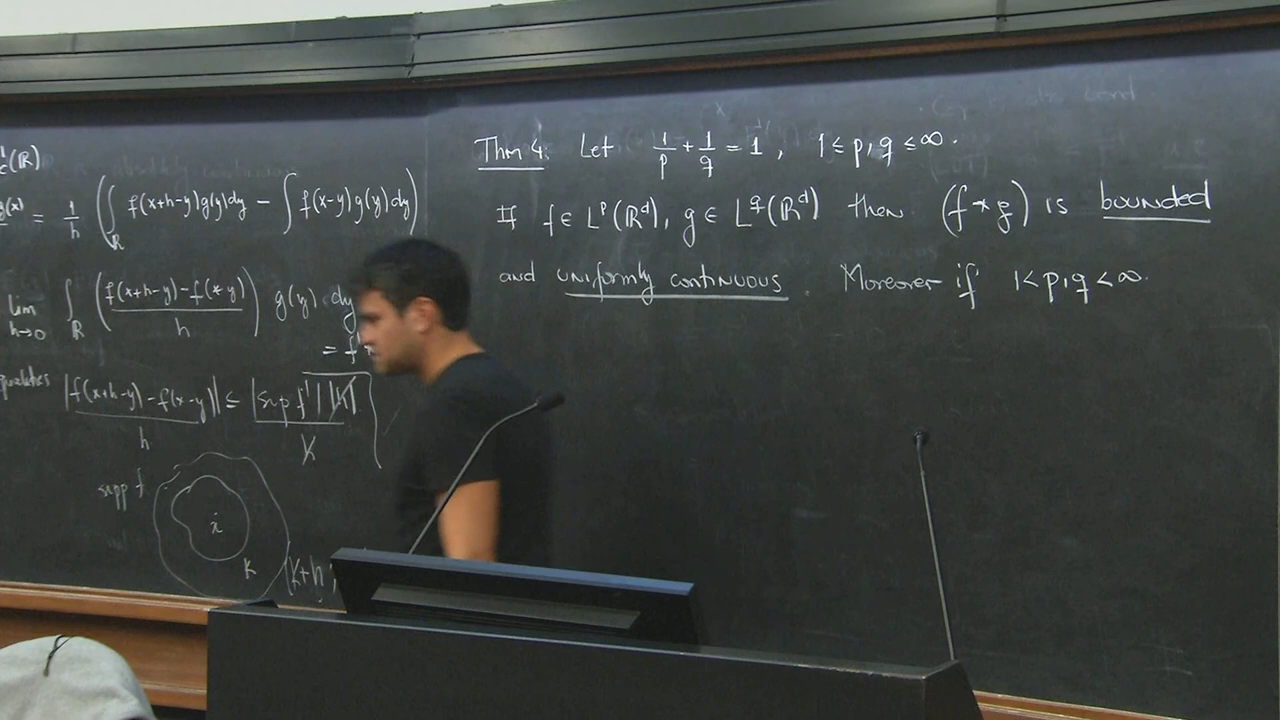 (ℝ)
= 1/h ( ∫_ℝ f(x+h-y)g(y)dy - ∫ f(x-y)g(y)dy )
lim_{h→0} ∫_ℝ ( (f(x+h-y)-f(x-y))/h ) g(y) dy
= f'
|f(x+h-y)-f(x-y)|/h ≤ |sup f'||h|/h
supp f
x
K
K+h
Thm 4. Let 1/p + 1/q = 1, 1≤p,q≤∞.
If f∈L^p(ℝ^d), g∈L^q(ℝ^d) then (f*g) is bounded
and uniformly continuous. Moreover if 1<p,q<∞.